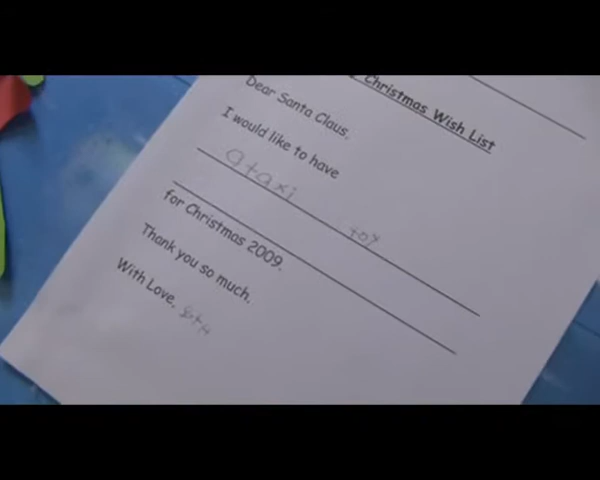 Christmas Wish List
Dear Santa Claus.
I would like to have
a taxi toy
for Christmas 2009.
Thank you so much.
With Love, Seth